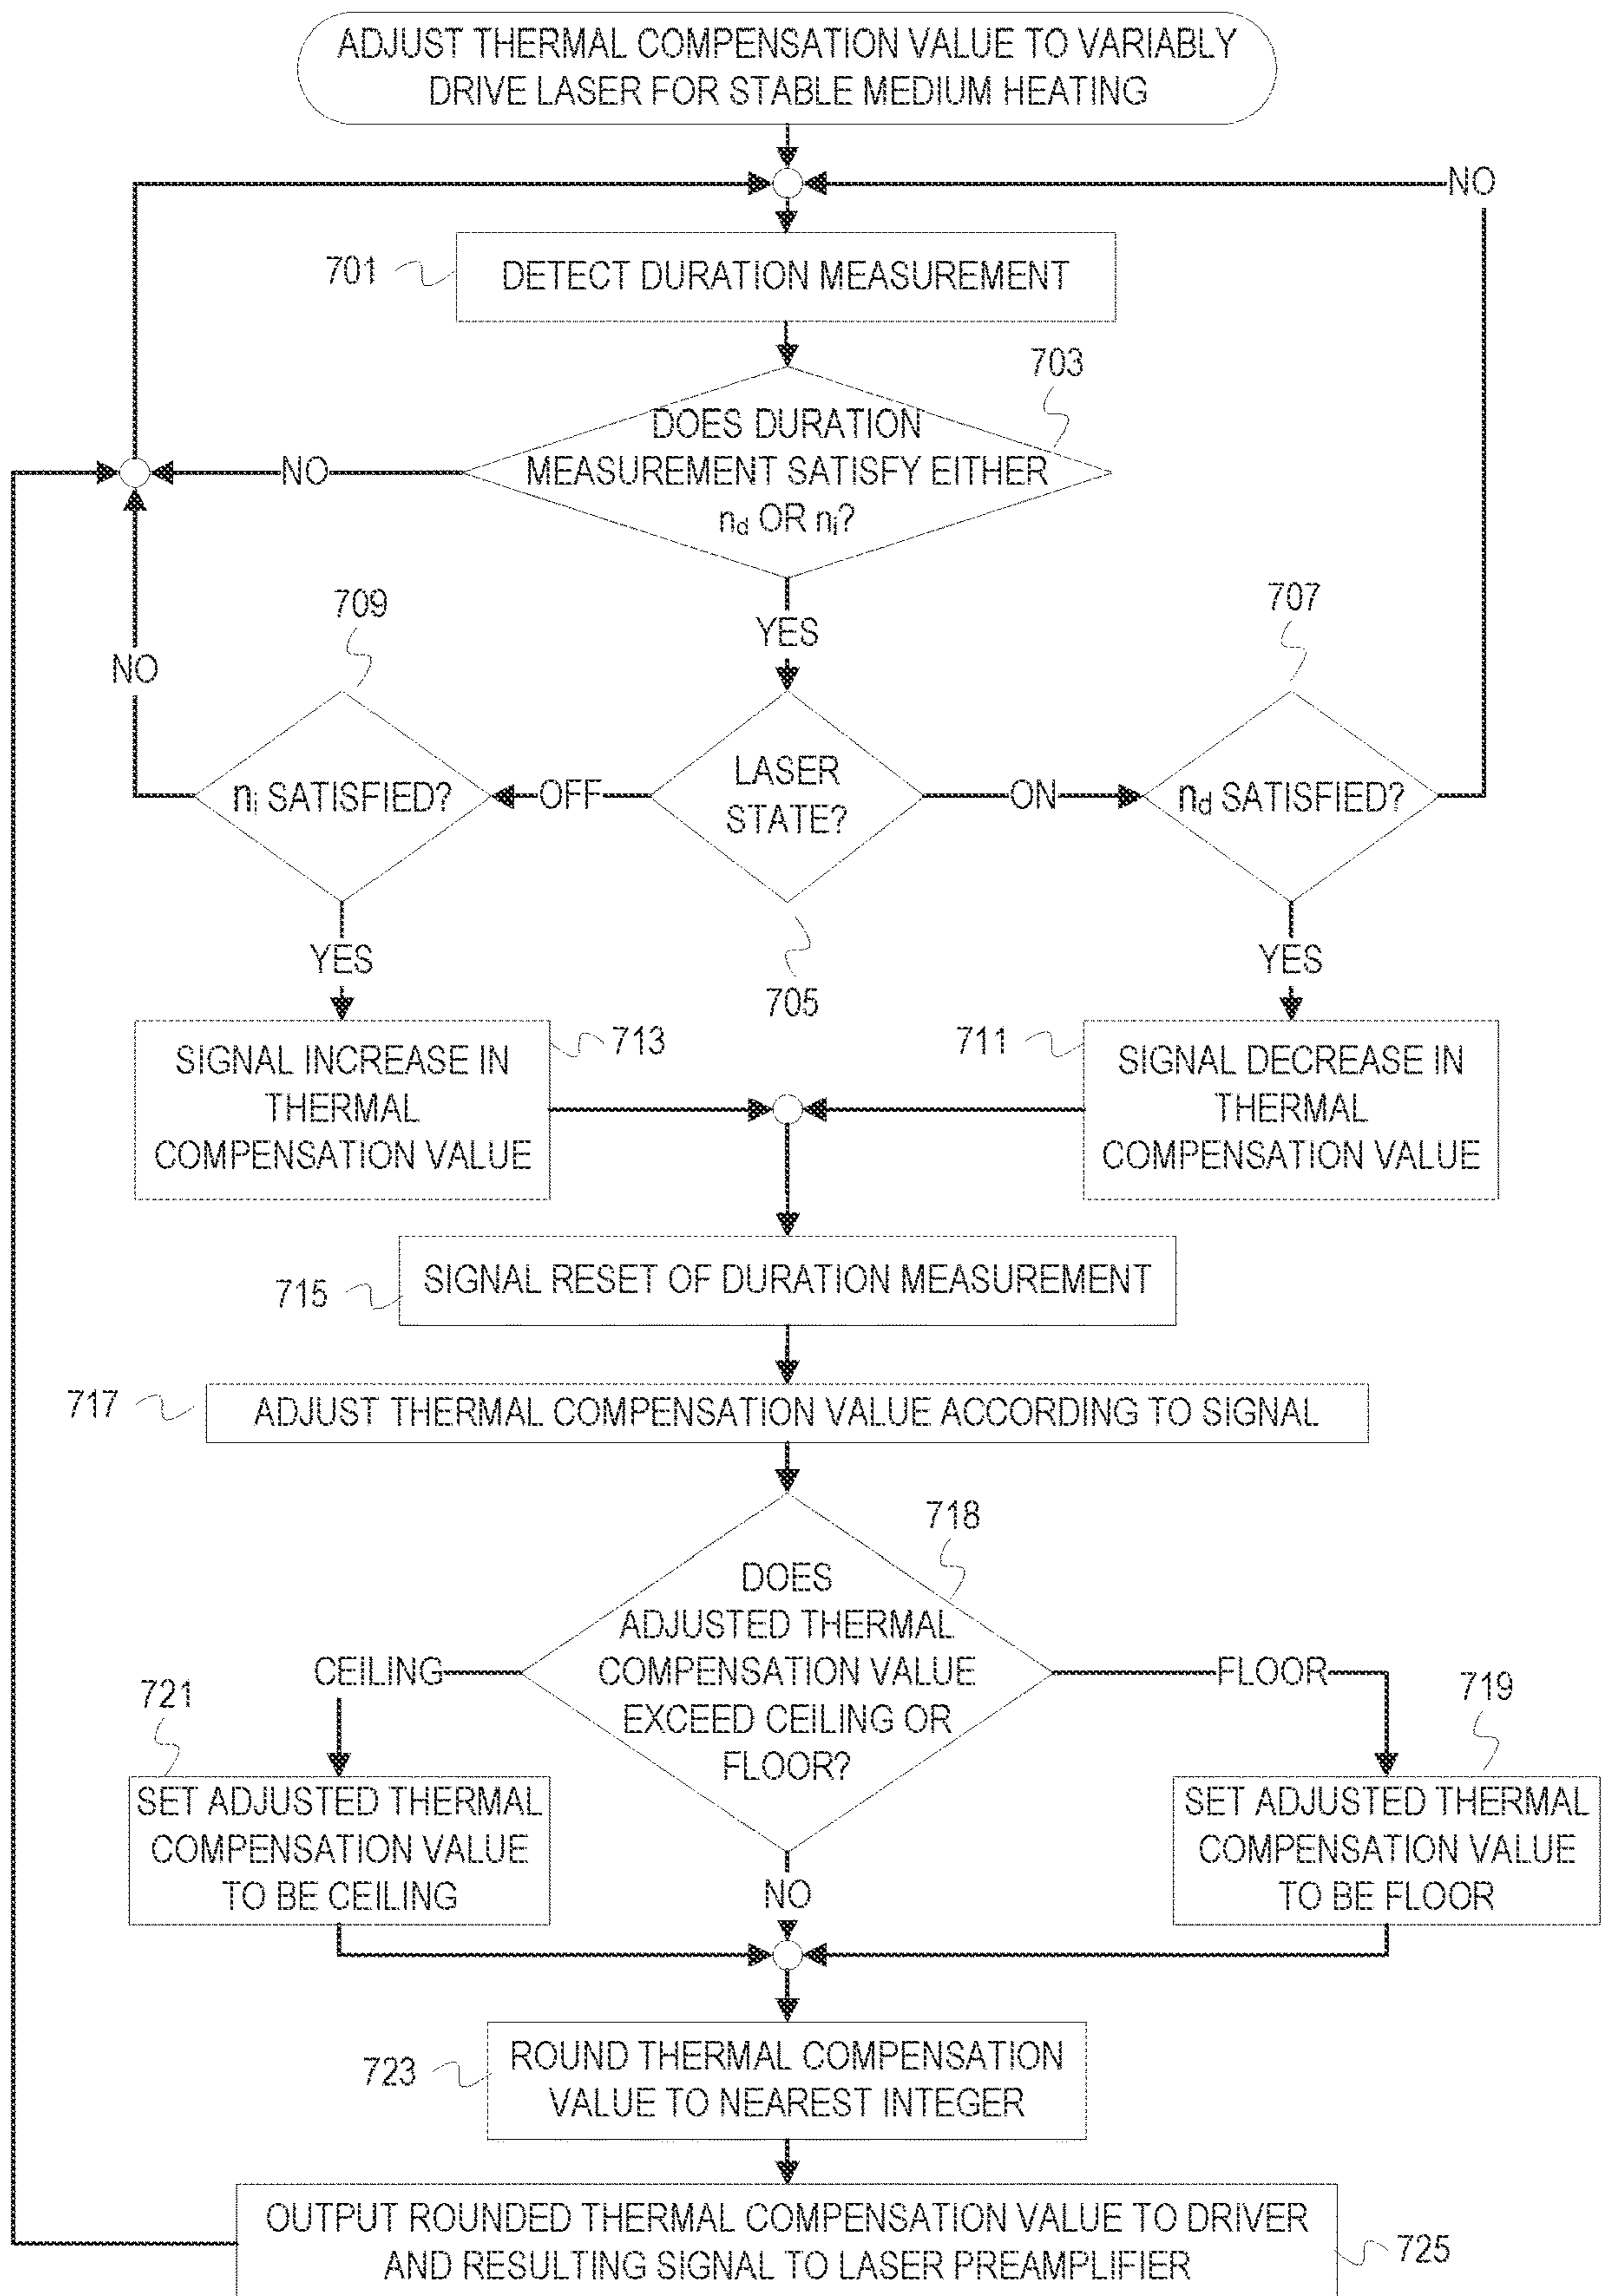 ADJUST THERMAL COMPENSATION VALUE TO VARIABLY
DRIVE LASER FOR STABLE MEDIUM HEATING
NO
701
DETECT DURATION MEASUREMENT
703
DOES DURATION
MEASUREMENT SATISFY EITHER
nd OR ni?
NO
YES
709
707
NO
ni SATISFIED?
OFF
LASER
STATE?
ON
nd SATISFIED?
YES
705
YES
SIGNAL INCREASE IN
THERMAL
COMPENSATION VALUE
713
711
SIGNAL DECREASE IN
THERMAL
COMPENSATION VALUE
715
SIGNAL RESET OF DURATION MEASUREMENT
717
ADJUST THERMAL COMPENSATION VALUE ACCORDING TO SIGNAL
718
DOES
ADJUSTED THERMAL
COMPENSATION VALUE
EXCEED CEILING OR
FLOOR?
CEILING
FLOOR
721
719
SET ADJUSTED THERMAL
COMPENSATION VALUE
TO BE CEILING
NO
SET ADJUSTED THERMAL
COMPENSATION VALUE
TO BE FLOOR
723
ROUND THERMAL COMPENSATION
VALUE TO NEAREST INTEGER
OUTPUT ROUNDED THERMAL COMPENSATION VALUE TO DRIVER
AND RESULTING SIGNAL TO LASER PREAMPLIFIER
725